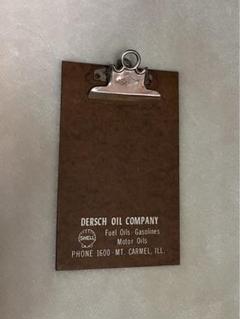 DERSCH OIL COMPANY
SHELL
Fuel Oils · Gasolines
Motor Oils
PHONE 1600 - MT. CARMEL, ILL.